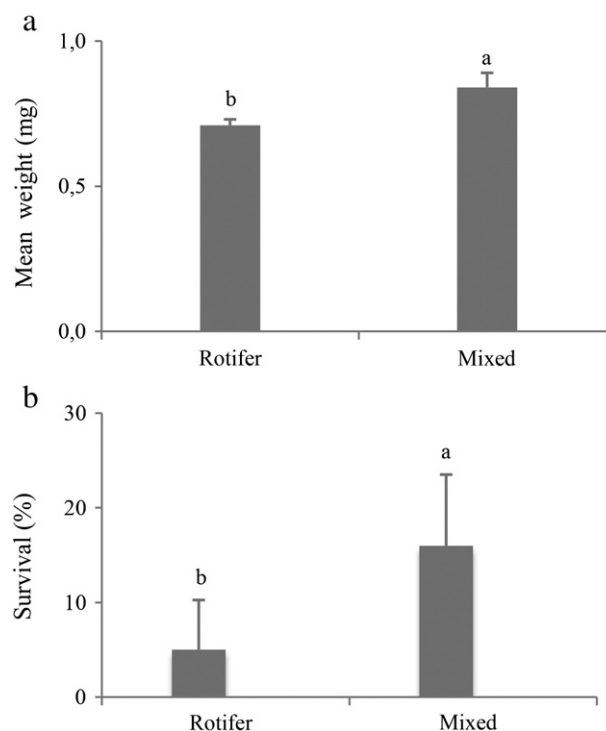 a
1,0
a
b
Mean weight (mg)
0,5
0,0
Rotifer Mixed
b
30
a
20
Survival (%)
b
10
0
Rotifer Mixed